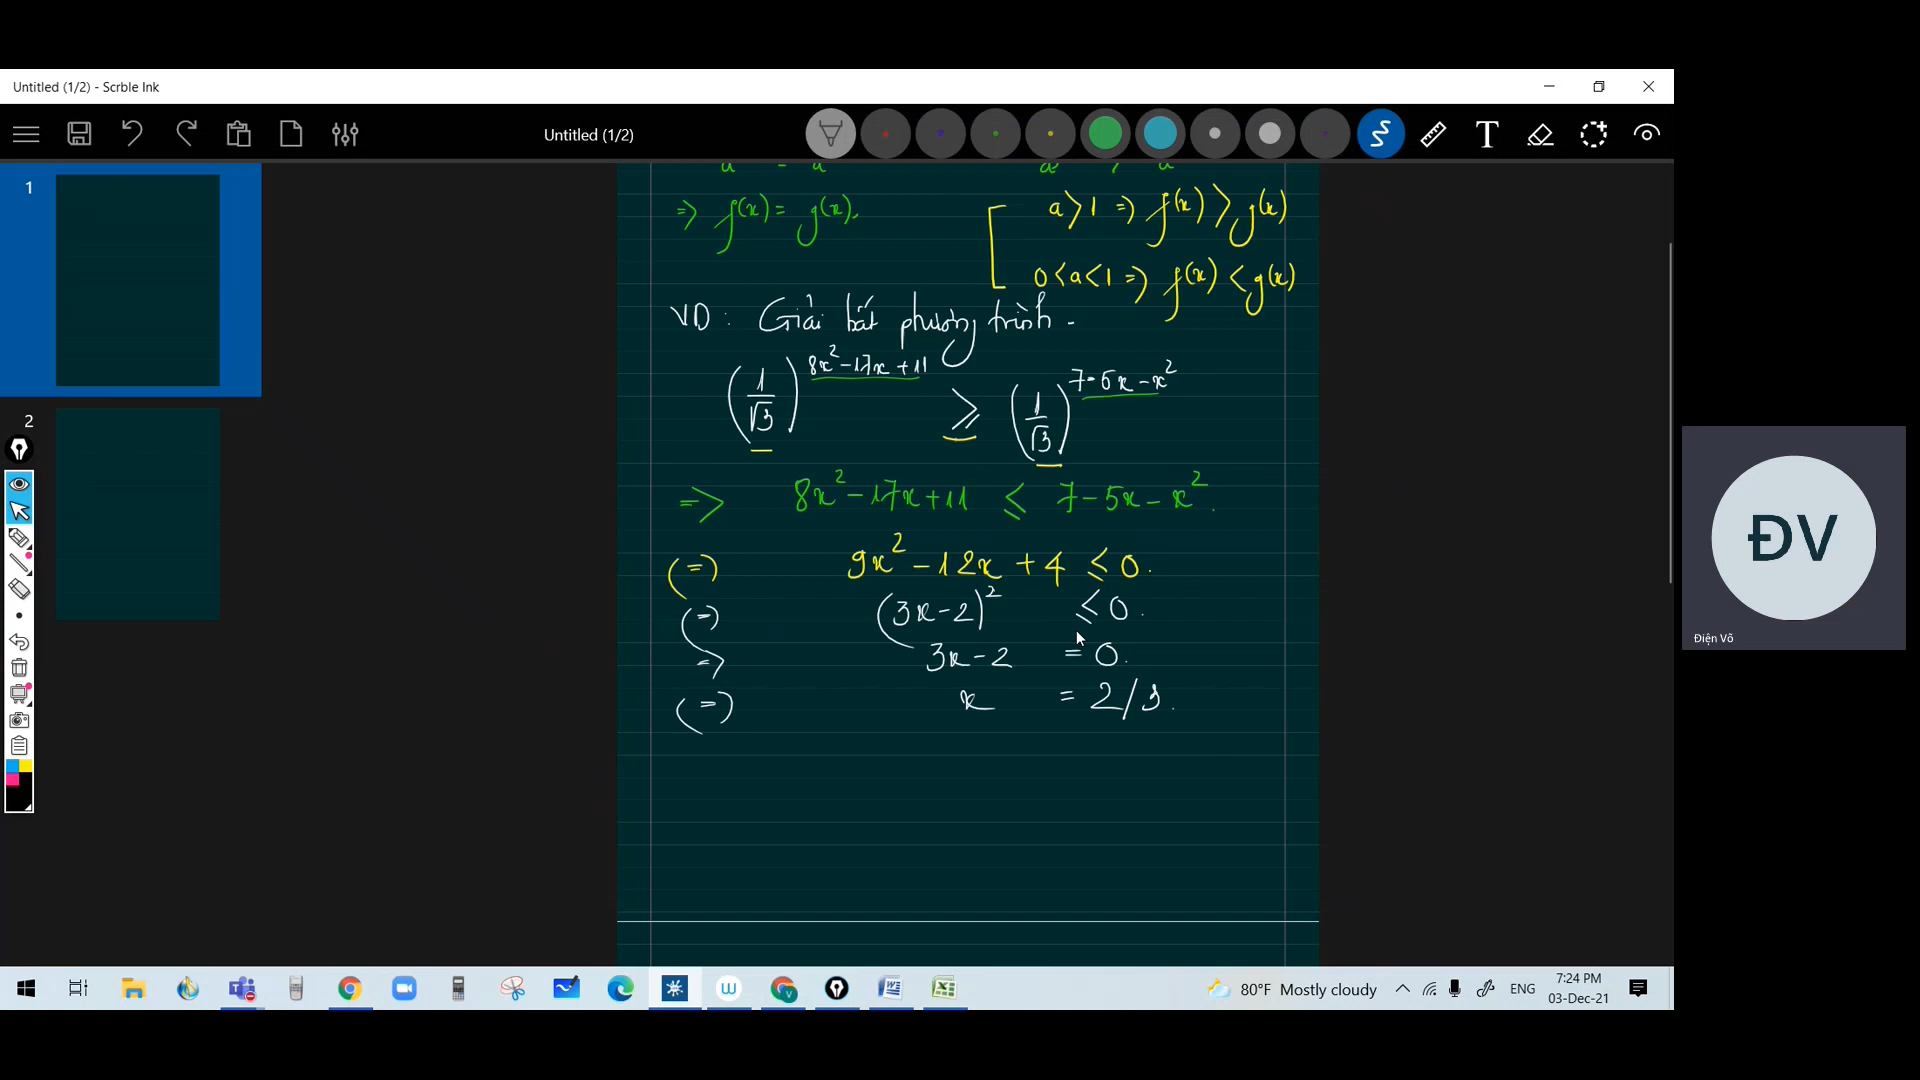 Untitled (1/2) - Scrble Ink
Untitled (1/2)
T
1
2
a = a
a > a
=> f(x) = g(x).
a > 1 => f(x) > g(x)
0 < a < 1 => f(x) < g(x)
VD : Giải bất phương trình -
(1/√3)^(8x² - 17x + 11) ⩾ (1/√3)^(7 - 5x - x²)
=> 8x² - 17x + 11 ⩽ 7 - 5x - x².
(=) 9x² - 12x + 4 ⩽ 0.
(=) (3x - 2)² ⩽ 0.
=> 3x - 2 = 0.
(=) x = 2/3.
ĐV
Điện Võ
80°F Mostly cloudy
ENG
7:24 PM
03-Dec-21